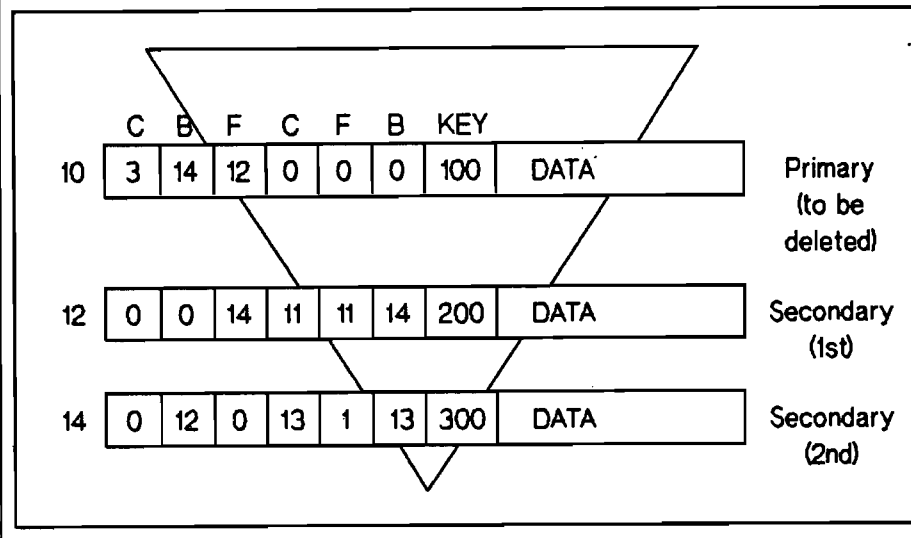 C B F C F B KEY
10 3 14 12 0 0 0 100 DATA Primary
(to be
deleted)
12 0 0 14 11 11 14 200 DATA Secondary
(1st)
14 0 12 0 13 1 13 300 DATA Secondary
(2nd)